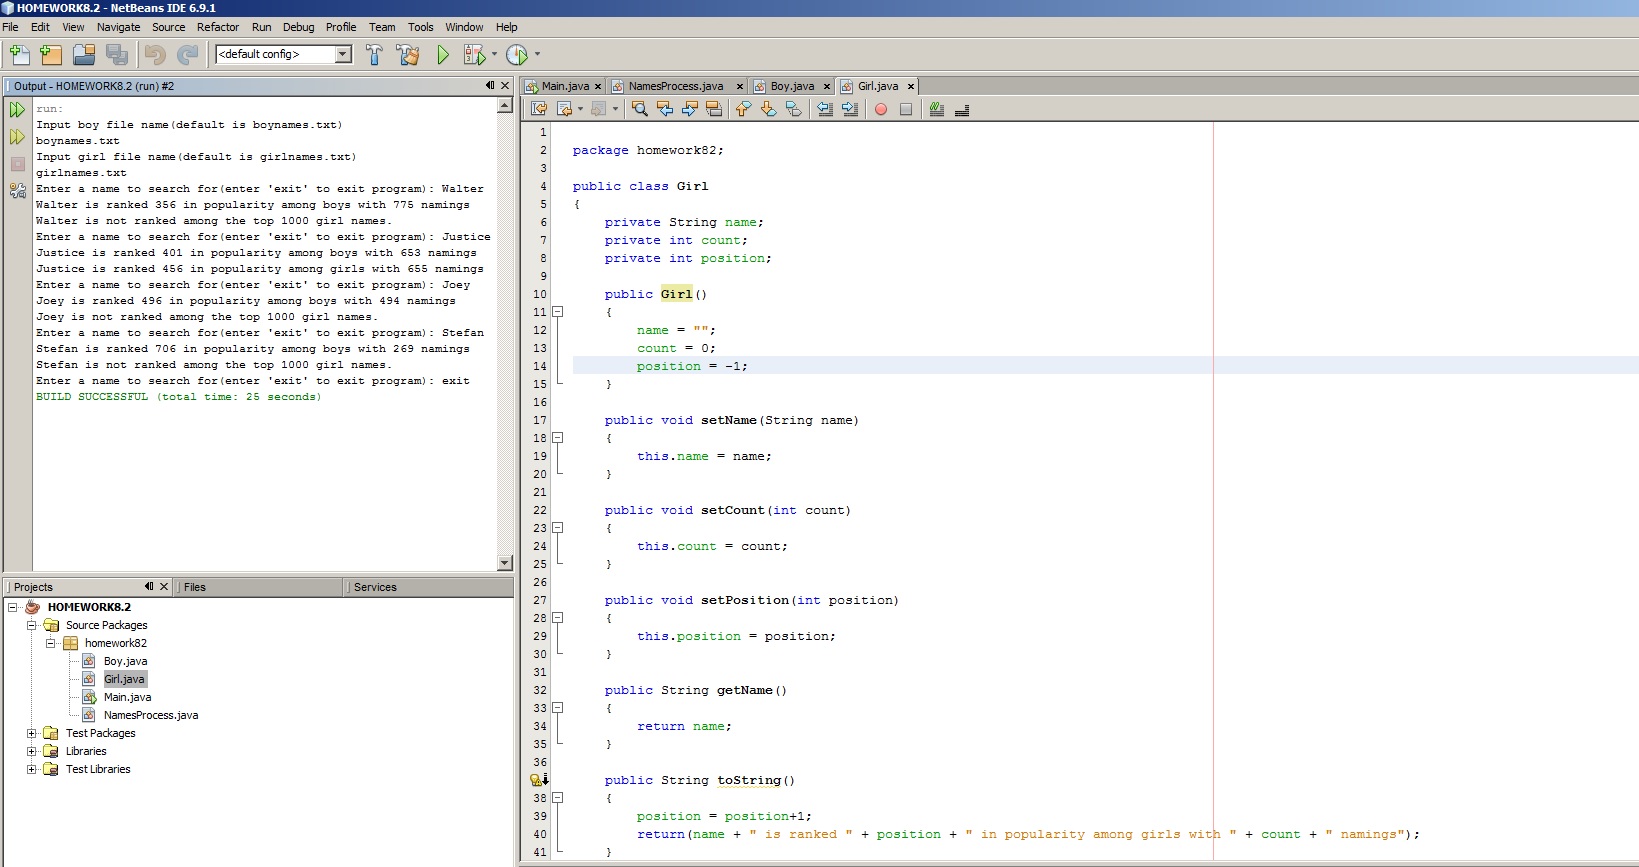 HOMEWORK8.2 - NetBeans IDE 6.9.1
File Edit View Navigate Source Refactor Run Debug Profile Team Tools Window Help
<default config>
Output - HOMEWORK8.2 (run) #2
run:
Input boy file name(default is boynames.txt)
boynames.txt
Input girl file name(default is girlnames.txt)
girlnames.txt
Enter a name to search for(enter 'exit' to exit program): Walter
Walter is ranked 356 in popularity among boys with 775 namings
Walter is not ranked among the top 1000 girl names.
Enter a name to search for(enter 'exit' to exit program): Justice
Justice is ranked 401 in popularity among boys with 653 namings
Justice is ranked 456 in popularity among girls with 655 namings
Enter a name to search for(enter 'exit' to exit program): Joey
Joey is ranked 496 in popularity among boys with 494 namings
Joey is not ranked among the top 1000 girl names.
Enter a name to search for(enter 'exit' to exit program): Stefan
Stefan is ranked 706 in popularity among boys with 269 namings
Stefan is not ranked among the top 1000 girl names.
Enter a name to search for(enter 'exit' to exit program): exit
BUILD SUCCESSFUL (total time: 25 seconds)
Projects Files Services
HOMEWORK8.2
Source Packages
homework82
Boy.java
Girl.java
Main.java
NamesProcess.java
Test Packages
Libraries
Test Libraries
Main.java NamesProcess.java Boy.java Girl.java
1
2 package homework82;
3
4 public class Girl
5 {
6 private String name;
7 private int count;
8 private int position;
9
10 public Girl()
11 {
12 name = "";
13 count = 0;
14 position = -1;
15 }
16
17 public void setName(String name)
18 {
19 this.name = name;
20 }
21
22 public void setCount(int count)
23 {
24 this.count = count;
25 }
26
27 public void setPosition(int position)
28 {
29 this.position = position;
30 }
31
32 public String getName()
33 {
34 return name;
35 }
36
public String toString()
38 {
39 position = position+1;
40 return(name + " is ranked " + position + " in popularity among girls with " + count + " namings");
41 }